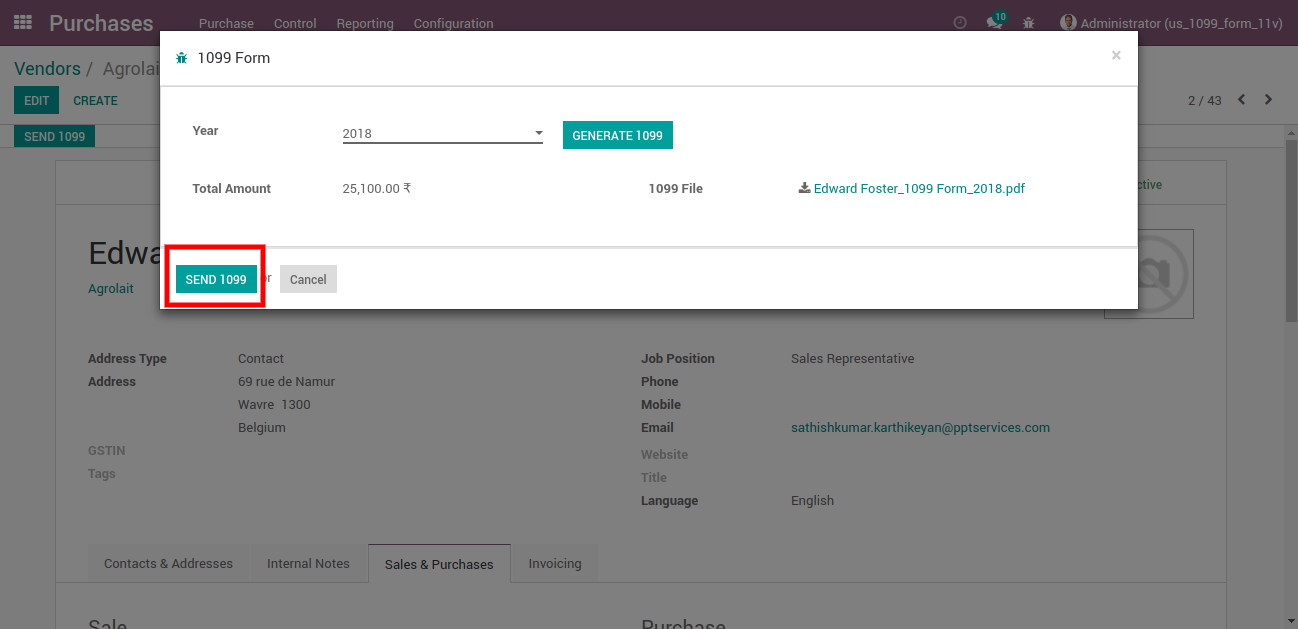 Purchases Purchase Control Reporting Configuration 10 Administrator (us_1099_form_11v)
Vendors / Agrolai
EDIT CREATE 2 / 43
SEND 1099
1099 Form ×
Year 2018 GENERATE 1099
Total Amount 25,100.00 ₹ 1099 File Edward Foster_1099 Form_2018.pdf
SEND 1099 or Cancel
ctive
Edwa
Agrolait
Address Type Contact Job Position Sales Representative
Address 69 rue de Namur Phone
Wavre 1300 Mobile
Belgium Email sathishkumar.karthikeyan@pptservices.com
GSTIN Website
Tags Title
Language English
Contacts & Addresses Internal Notes Sales & Purchases Invoicing
Sale Purchase